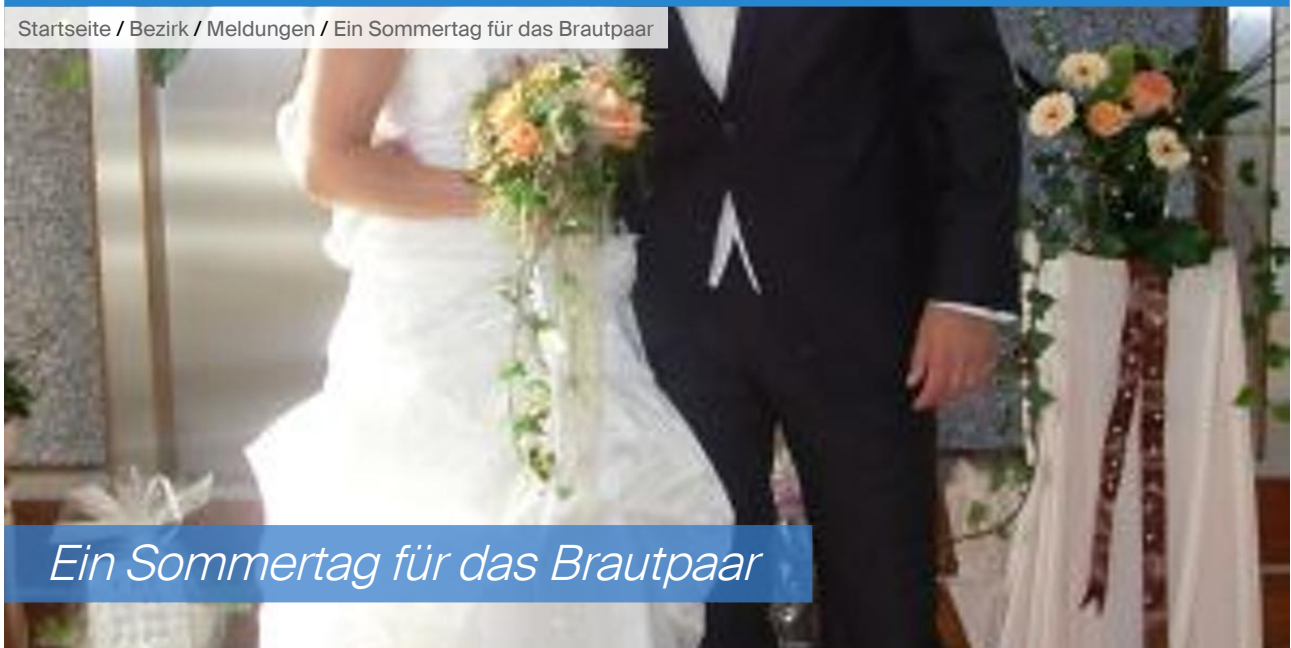 Startseite / Bezirk / Meldungen / Ein Sommertag für das Brautpaar
Ein Sommertag für das Brautpaar